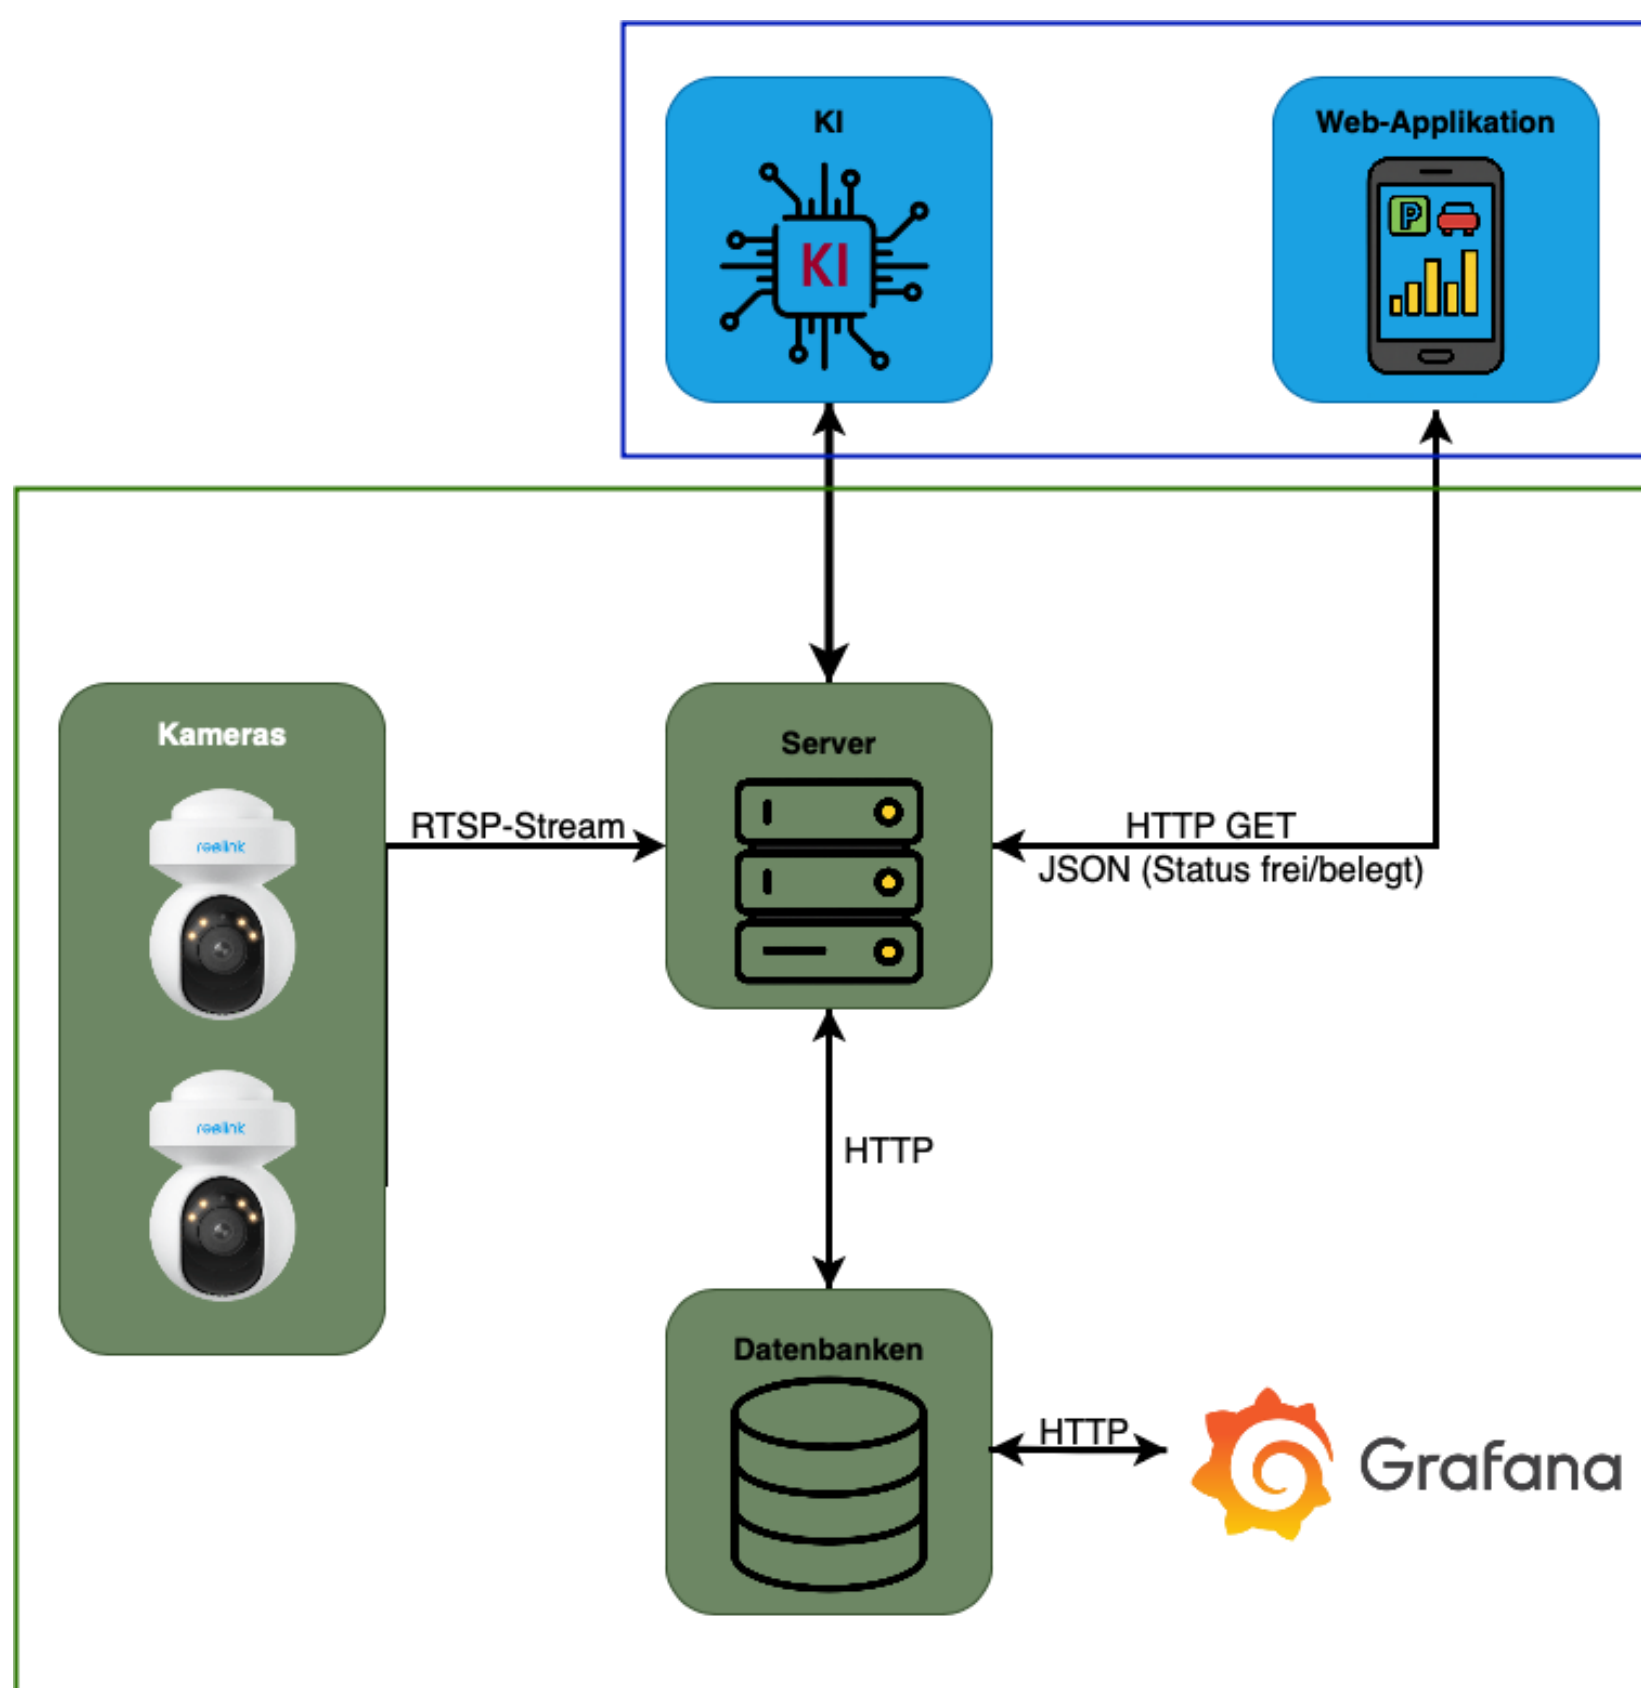 KI
KI
Web-Applikation
P
Kameras
reolink
reolink
RTSP-Stream
Server
HTTP GET
JSON (Status frei/belegt)
HTTP
Datenbanken
HTTP
Grafana